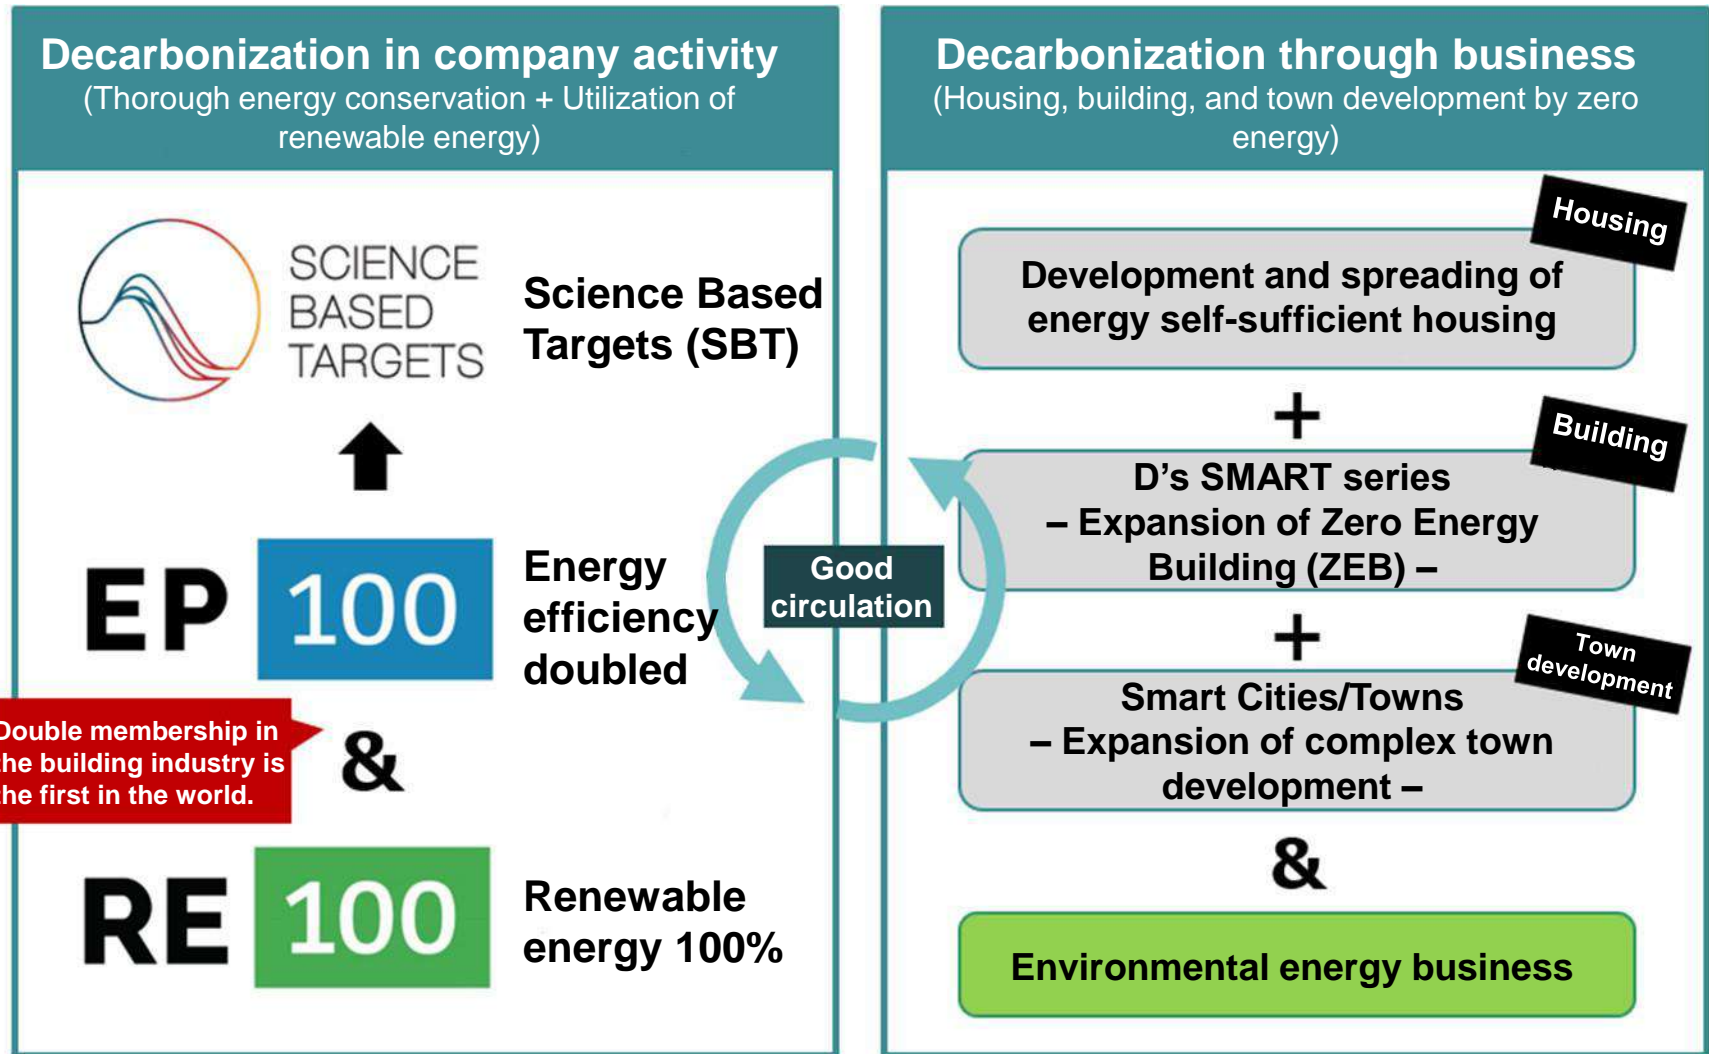 Decarbonization in company activity
(Thorough energy conservation + Utilization of
renewable energy)
SCIENCE
BASED
TARGETS
Science Based
Targets (SBT)
EP 100
Energy
efficiency
doubled
Double membership in
the building industry is
the first in the world.
&
RE 100
Renewable
energy 100%
Good
circulation
Decarbonization through business
(Housing, building, and town development by zero
energy)
Housing
Development and spreading of
energy self-sufficient housing
+
Building
D’s SMART series
– Expansion of Zero Energy
Building (ZEB) –
+
Town
development
Smart Cities/Towns
– Expansion of complex town
development –
&
Environmental energy business